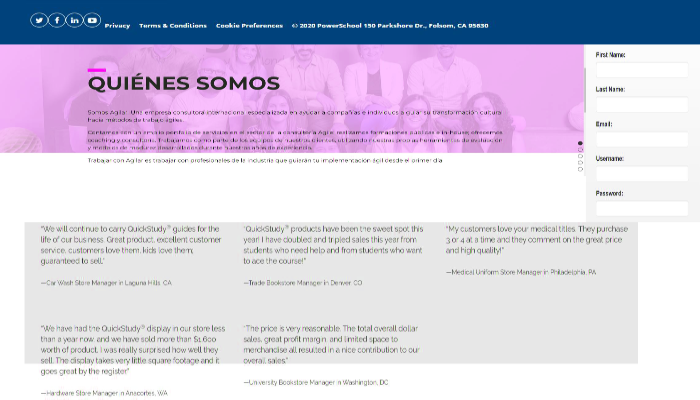 Privacy Terms & Conditions Cookie Preferences © 2020 PowerSchool 150 Parkshore Dr., Folsom, CA 95630
QUIÉNES SOMOS
Somos Agilar. Una empresa consultora internacional especializada en ayudar a compañías e individuos a guiar su transformación cultural
hacia métodos de trabajo ágiles.
Trabajar con Agilar es trabajar con profesionales de la industria que guiarán tu implementación ágil desde el primer día
First Name:
Last Name:
Email:
Username:
Password:
"We will continue to carry QuickStudy® guides for the
life of our business. Great product, excellent customer
service, customers love them, kids love them;
guaranteed to sell."
—Car Wash Store Manager in Laguna Hills, CA
"QuickStudy® products have been the sweet spot this
year! I have doubled and tripled sales this year from
students who need help and from students who want
to ace the course!"
—Trade Bookstore Manager in Denver, CO
"My customers love your medical titles. They purchase
3 or 4 at a time and they comment on the great price
and high quality!"
—Medical Uniform Store Manager in Philadelphia, PA
"We have had the QuickStudy® display in our store less
than a year now, and we have sold more than $1,600
worth of product. I was really surprised how well they
sell. The display takes very little square footage and it
goes great by the register"
—Hardware Store Manager in Anacortes, WA
"The price is very reasonable. The total overall dollar
sales, great profit margin, and limited space to
merchandise all resulted in a nice contribution to our
overall sales."
—University Bookstore Manager in Washington, DC